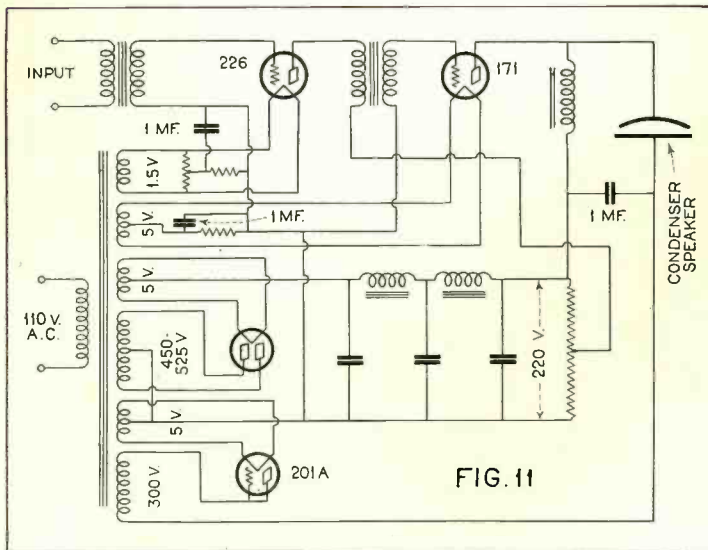 226
171
INPUT
1 MF.
1.5 V
1 MF.
5 V.
1 MF.
CONDENSER
SPEAKER
5 V.
110 V.
A.C.
450-
525 V
220 V.
5 V.
201A
300 V.
FIG. 11